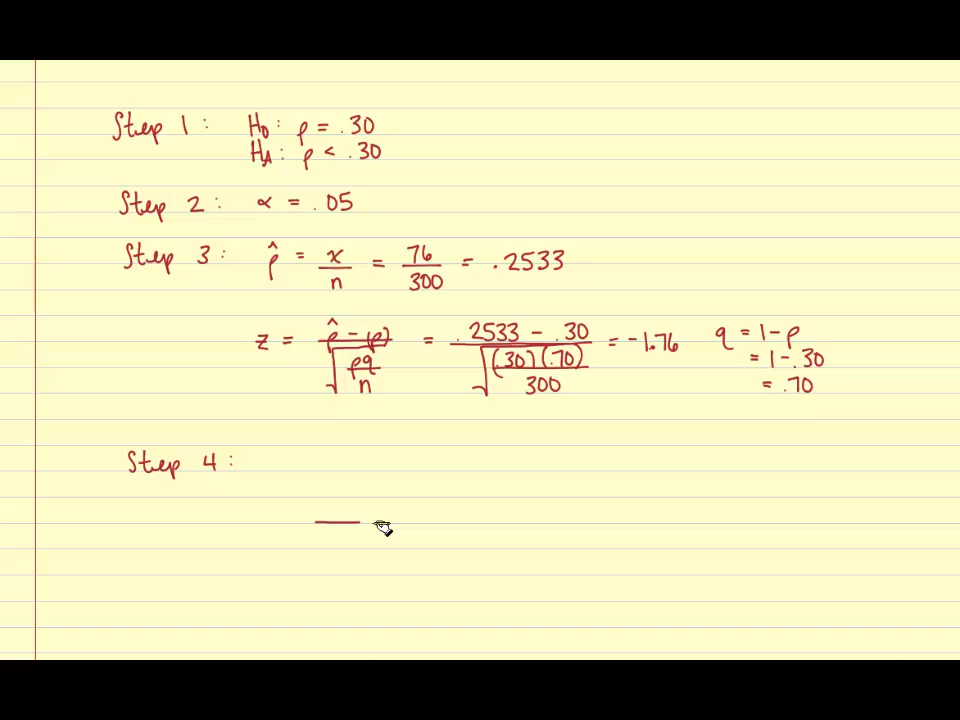 Step 1: H₀: p = .30
Hₐ: p < .30
Step 2: α = .05
Step 3: p̂ = x/n = 76/300 = .2533
z = (p̂ - (p))/√(pq/n) = (.2533 - .30)/√((.30)(.70)/300) = -1.76
q = 1 - p
= 1 - .30
= .70
Step 4: